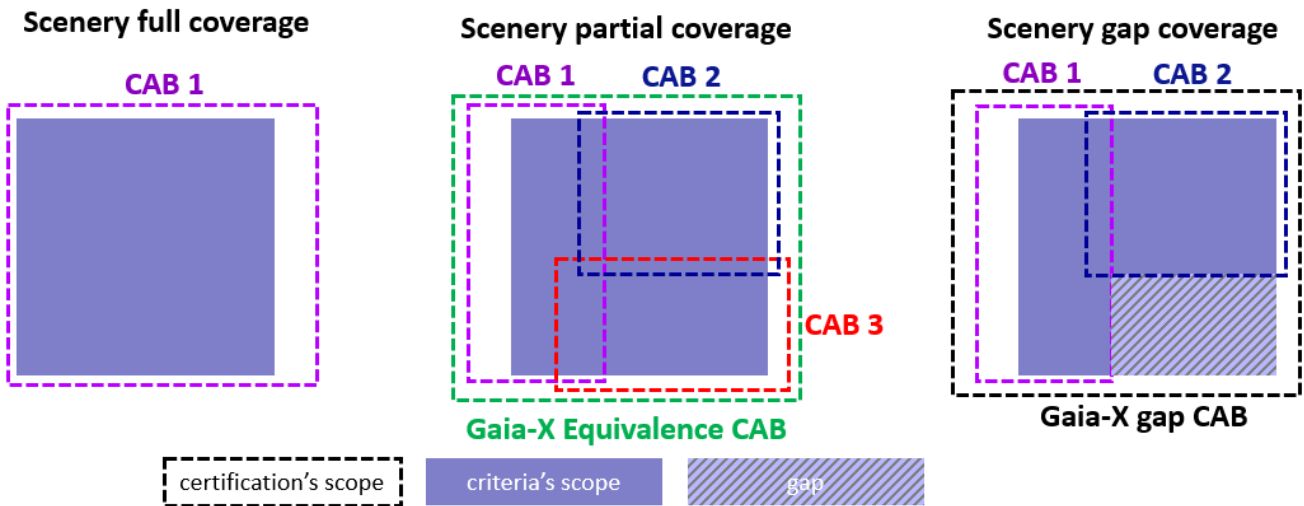 Scenery full coverage
CAB 1
Scenery partial coverage
CAB 1
CAB 2
CAB 3
Gaia-X Equivalence CAB
Scenery gap coverage
CAB 1
CAB 2
Gaia-X gap CAB
certification's scope
criteria's scope
gap